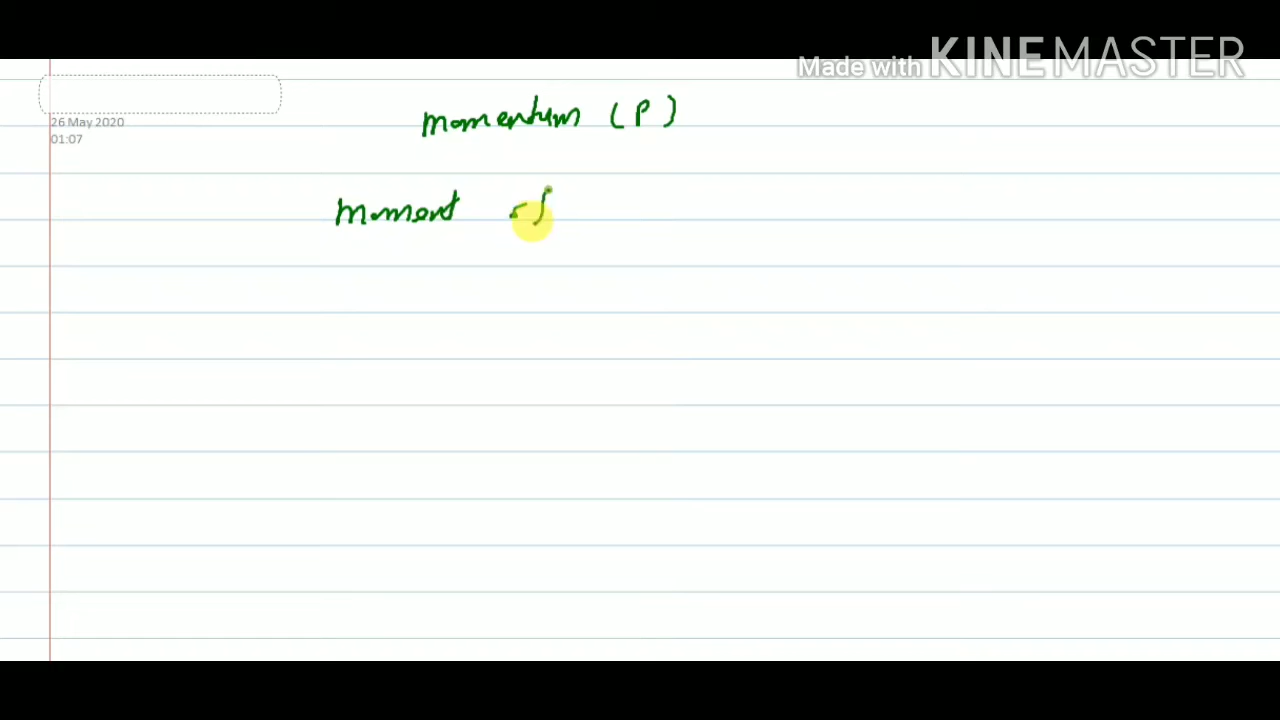 Made with KINEMASTER
26 May 2020
01:07
Momentum (P)
Moment of